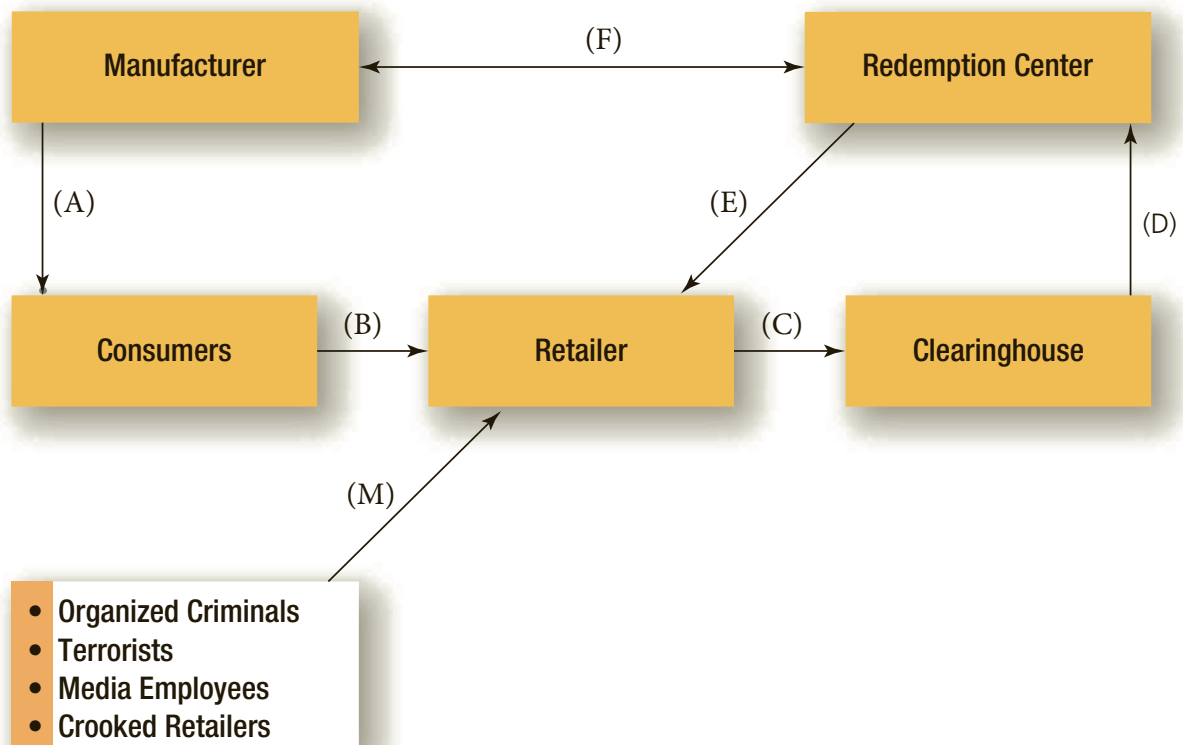 (F)
Manufacturer
Redemption Center
(A)
(E)
(D)
(B)
(C)
Consumers
Retailer
Clearinghouse
(M)
• Organized Criminals
• Terrorists
• Media Employees
• Crooked Retailers